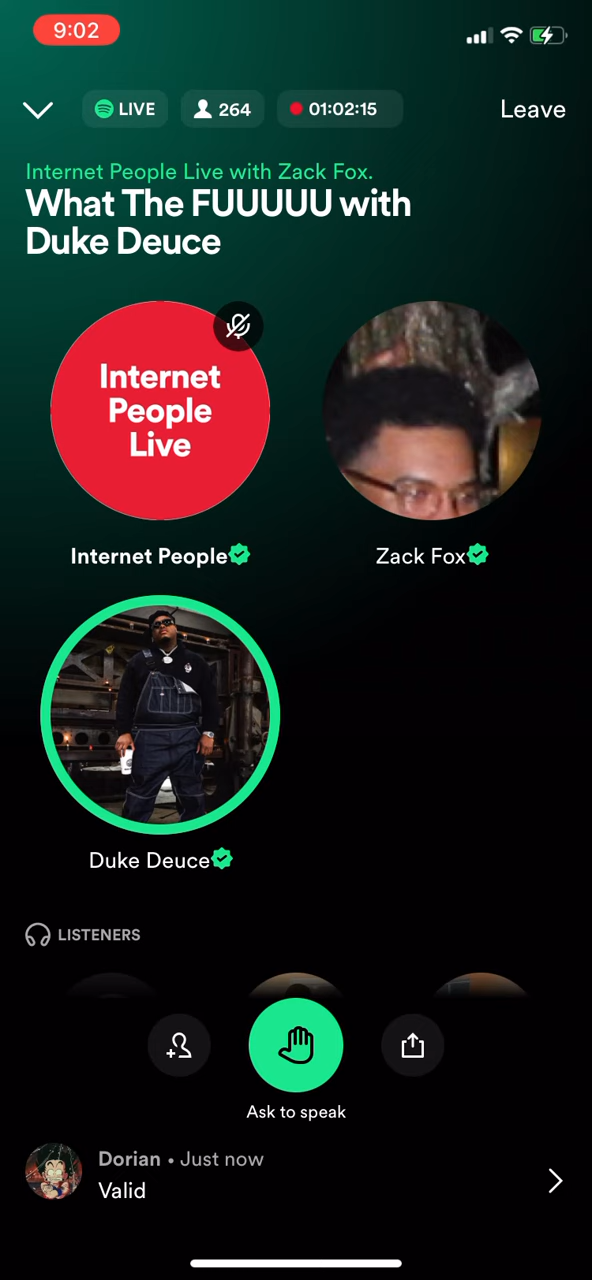 9:02
LIVE
264
01:02:15
Leave
Internet People Live with Zack Fox.
What The FUUUUU with
Duke Deuce
Internet
People
Live
Internet People
Zack Fox
Duke Deuce
LISTENERS
Ask to speak
Dorian • Just now
Valid